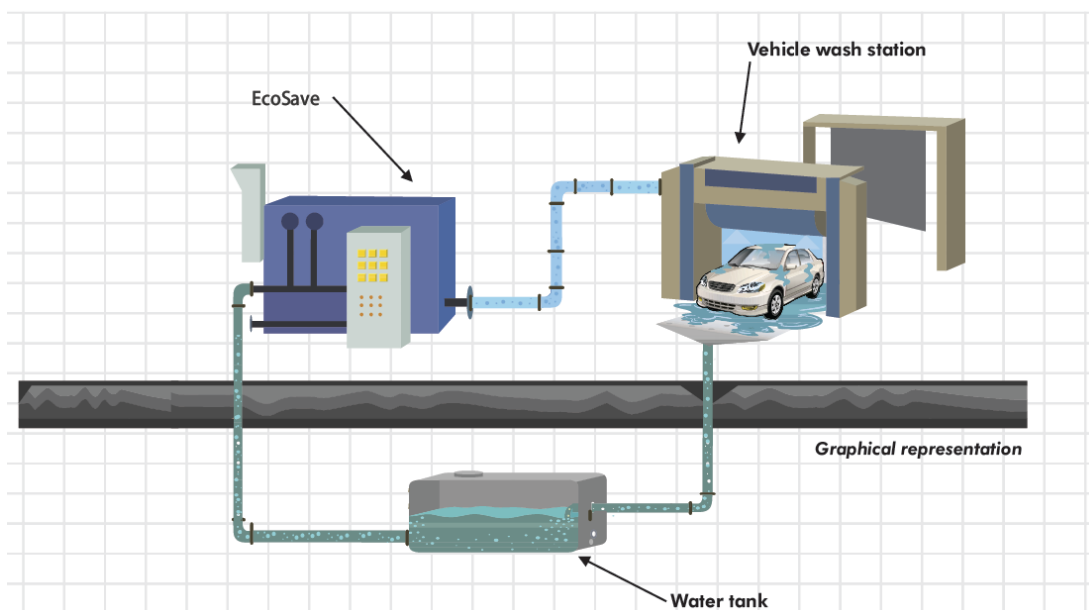 Vehicle wash station
EcoSave
Graphical representation
Water tank